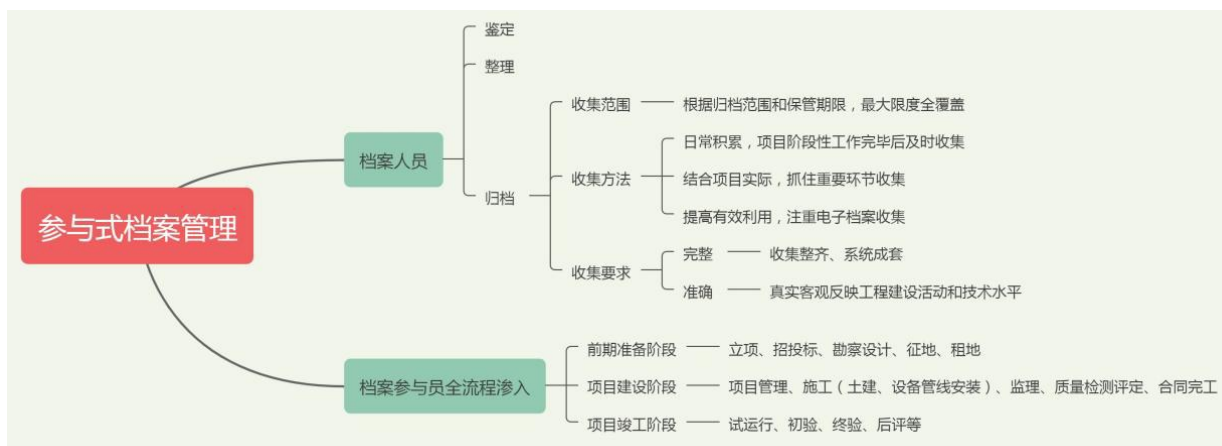 参与式档案管理
档案人员
鉴定
整理
归档
收集范围
根据归档范围和保管期限，最大限度全覆盖
收集方法
日常积累，项目阶段性工作完毕后及时收集
结合项目实际，抓住重要环节收集
提高有效利用，注重电子档案收集
收集要求
完整
收集整齐、系统成套
准确
真实客观反映工程建设活动和技术水平
档案参与员全流程渗入
前期准备阶段
立项、招投标、勘察设计、征地、租地
项目建设阶段
项目管理、施工（土建、设备管线安装）、监理、质量检测评定、合同完工
项目竣工阶段
试运行、初验、终验、后评等